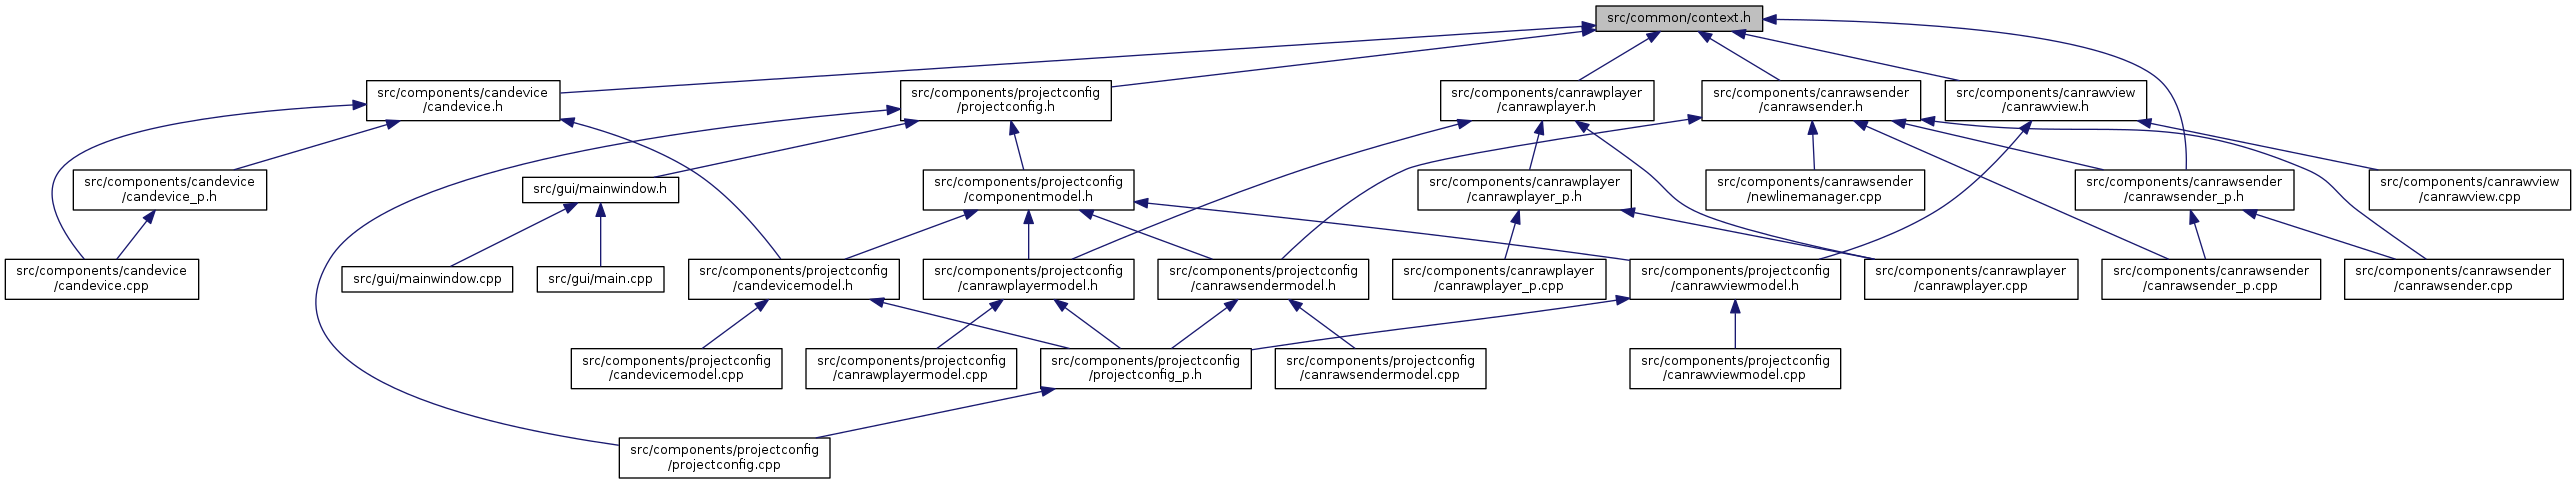 src/common/context.h
src/components/candevice
/candevice.h
src/components/projectconfig
/projectconfig.h
src/components/canrawplayer
/canrawplayer.h
src/components/canrawsender
/canrawsender.h
src/components/canrawview
/canrawview.h
src/components/candevice
/candevice_p.h
src/gui/mainwindow.h
src/components/projectconfig
/componentmodel.h
src/components/canrawplayer
/canrawplayer_p.h
src/components/canrawsender
/newlinemanager.cpp
src/components/canrawsender
/canrawsender_p.h
src/components/canrawview
/canrawview.cpp
src/components/candevice
/candevice.cpp
src/gui/mainwindow.cpp
src/gui/main.cpp
src/components/projectconfig
/candevicemodel.h
src/components/projectconfig
/canrawplayermodel.h
src/components/projectconfig
/canrawsendermodel.h
src/components/canrawplayer
/canrawplayer_p.cpp
src/components/projectconfig
/canrawviewmodel.h
src/components/canrawplayer
/canrawplayer.cpp
src/components/canrawsender
/canrawsender_p.cpp
src/components/canrawsender
/canrawsender.cpp
src/components/projectconfig
/candevicemodel.cpp
src/components/projectconfig
/canrawplayermodel.cpp
src/components/projectconfig
/projectconfig_p.h
src/components/projectconfig
/canrawsendermodel.cpp
src/components/projectconfig
/canrawviewmodel.cpp
src/components/projectconfig
/projectconfig.cpp